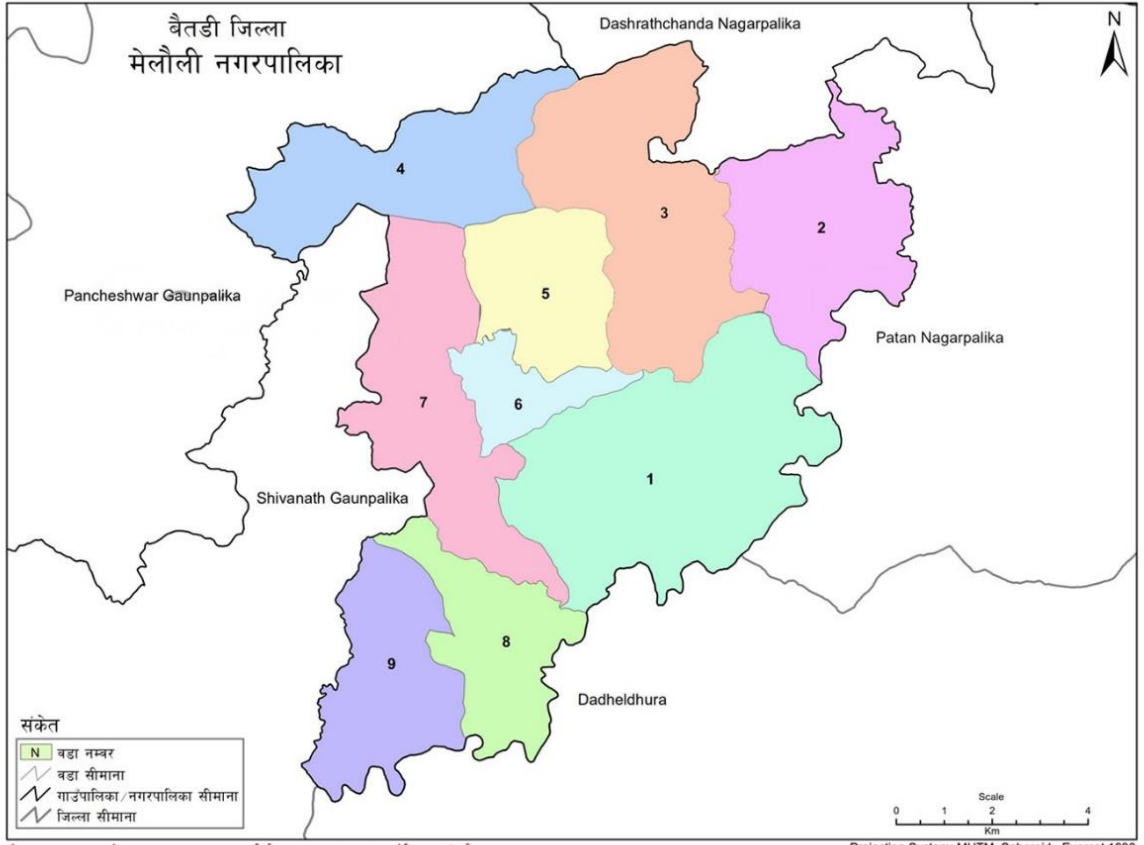 बैतडी जिल्ला
मेलौली नगरपालिका
Dashrathchanda Nagarpalika
N
4
3
2
Pancheshwar Gaunpalika
5
Patan Nagarpalika
7
6
1
Shivanath Gaunpalika
8
9
Dadheldhura
संकेत
N वडा नम्बर
वडा सीमाना
गाउँपालिका/नगरपालिका सीमाना
जिल्ला सीमाना
Scale
0 1 2 4
Km